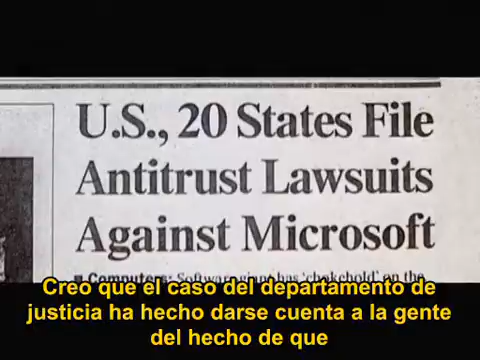 U.S., 20 States File
Antitrust Lawsuits
Against Microsoft
■ Computers: Software giant has 'chokehold' on the
Creo que el caso del departamento de
justicia ha hecho darse cuenta a la gente
del hecho de que